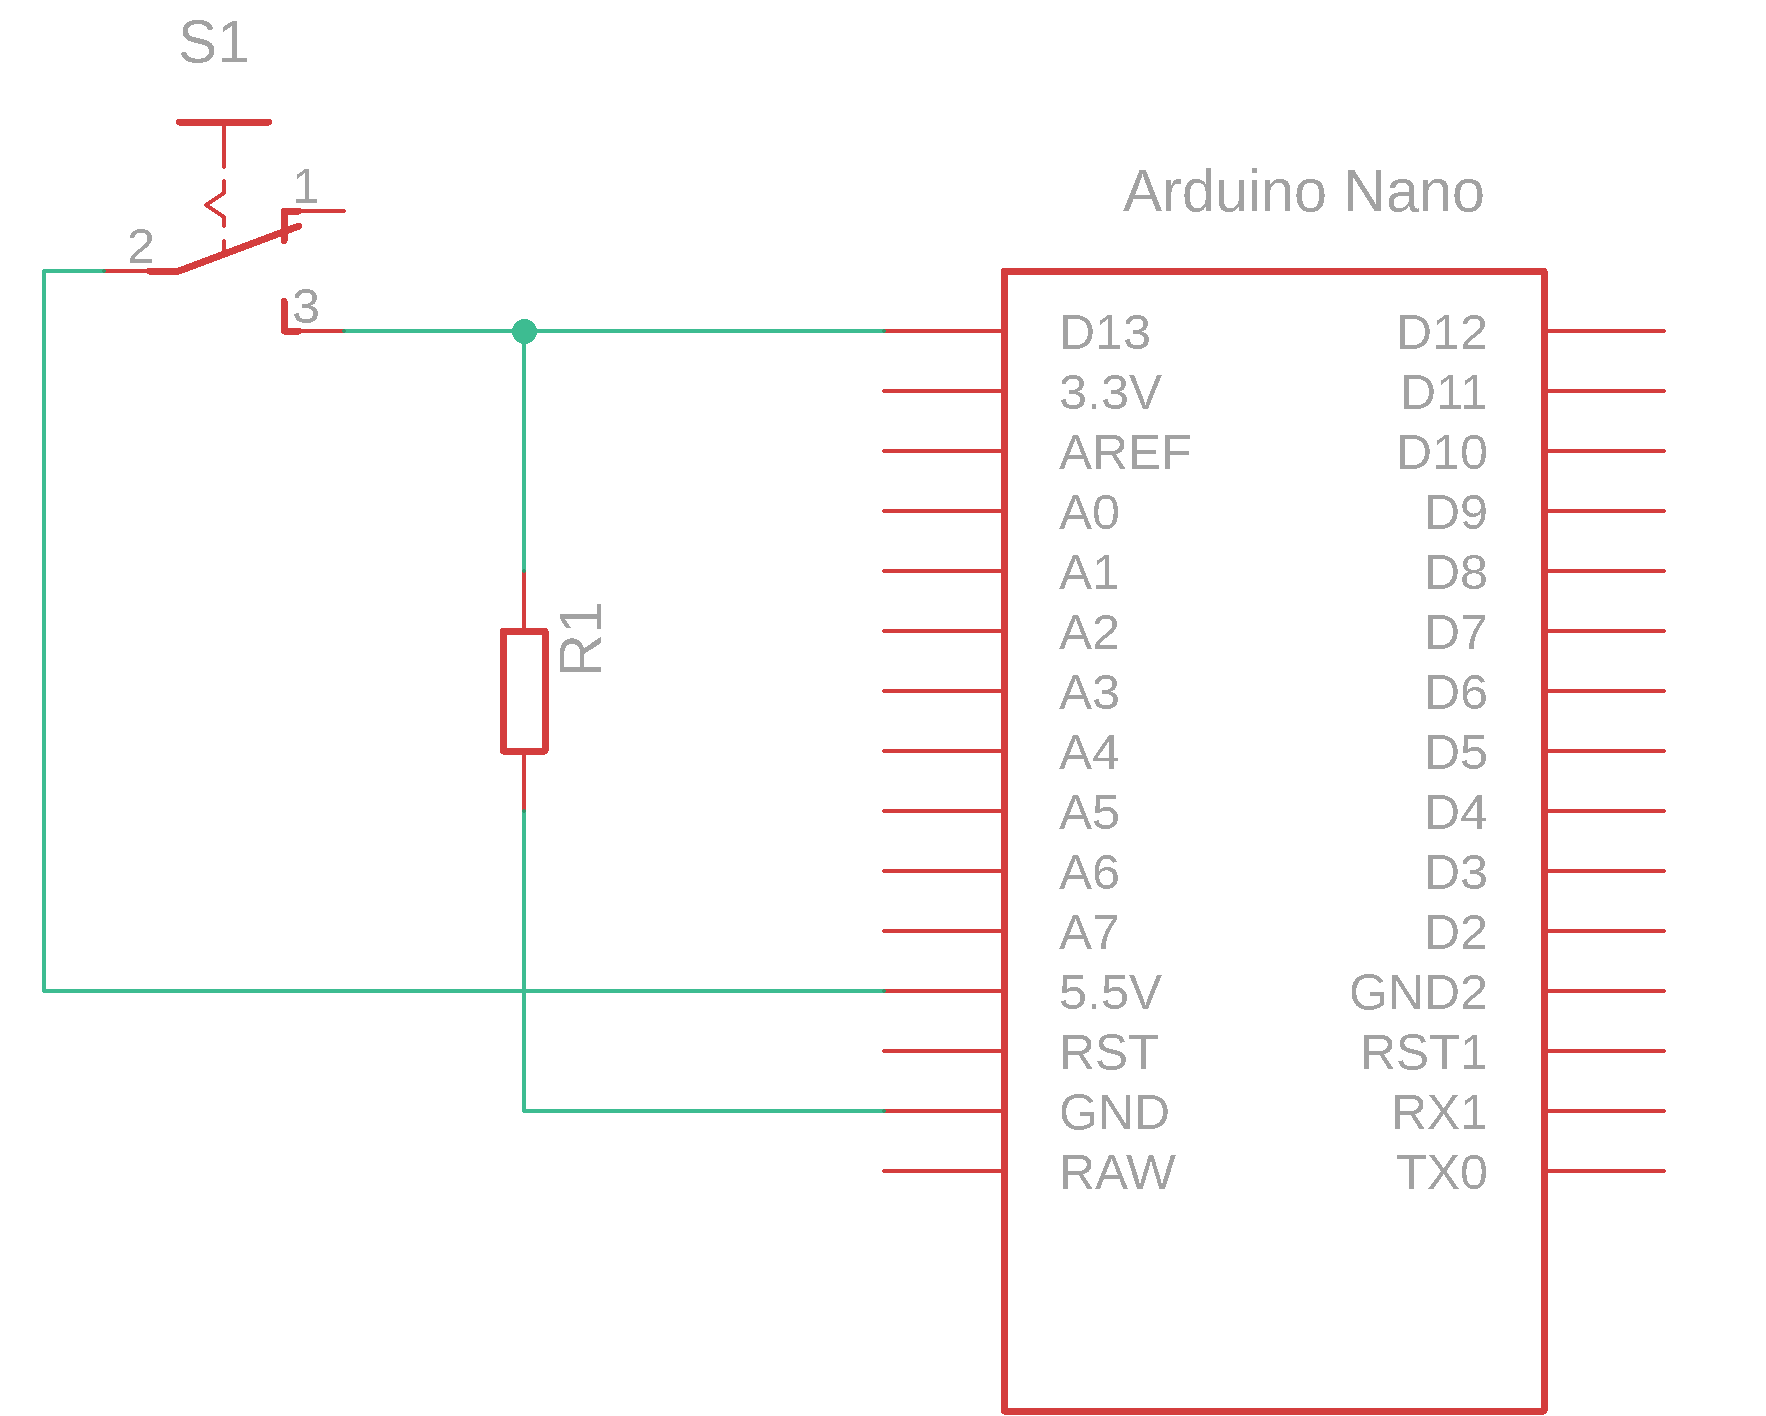 S1
1
2
3
R1
Arduino Nano
D13 D12
3.3V D11
AREF D10
A0 D9
A1 D8
A2 D7
A3 D6
A4 D5
A5 D4
A6 D3
A7 D2
5.5V GND2
RST RST1
GND RX1
RAW TX0